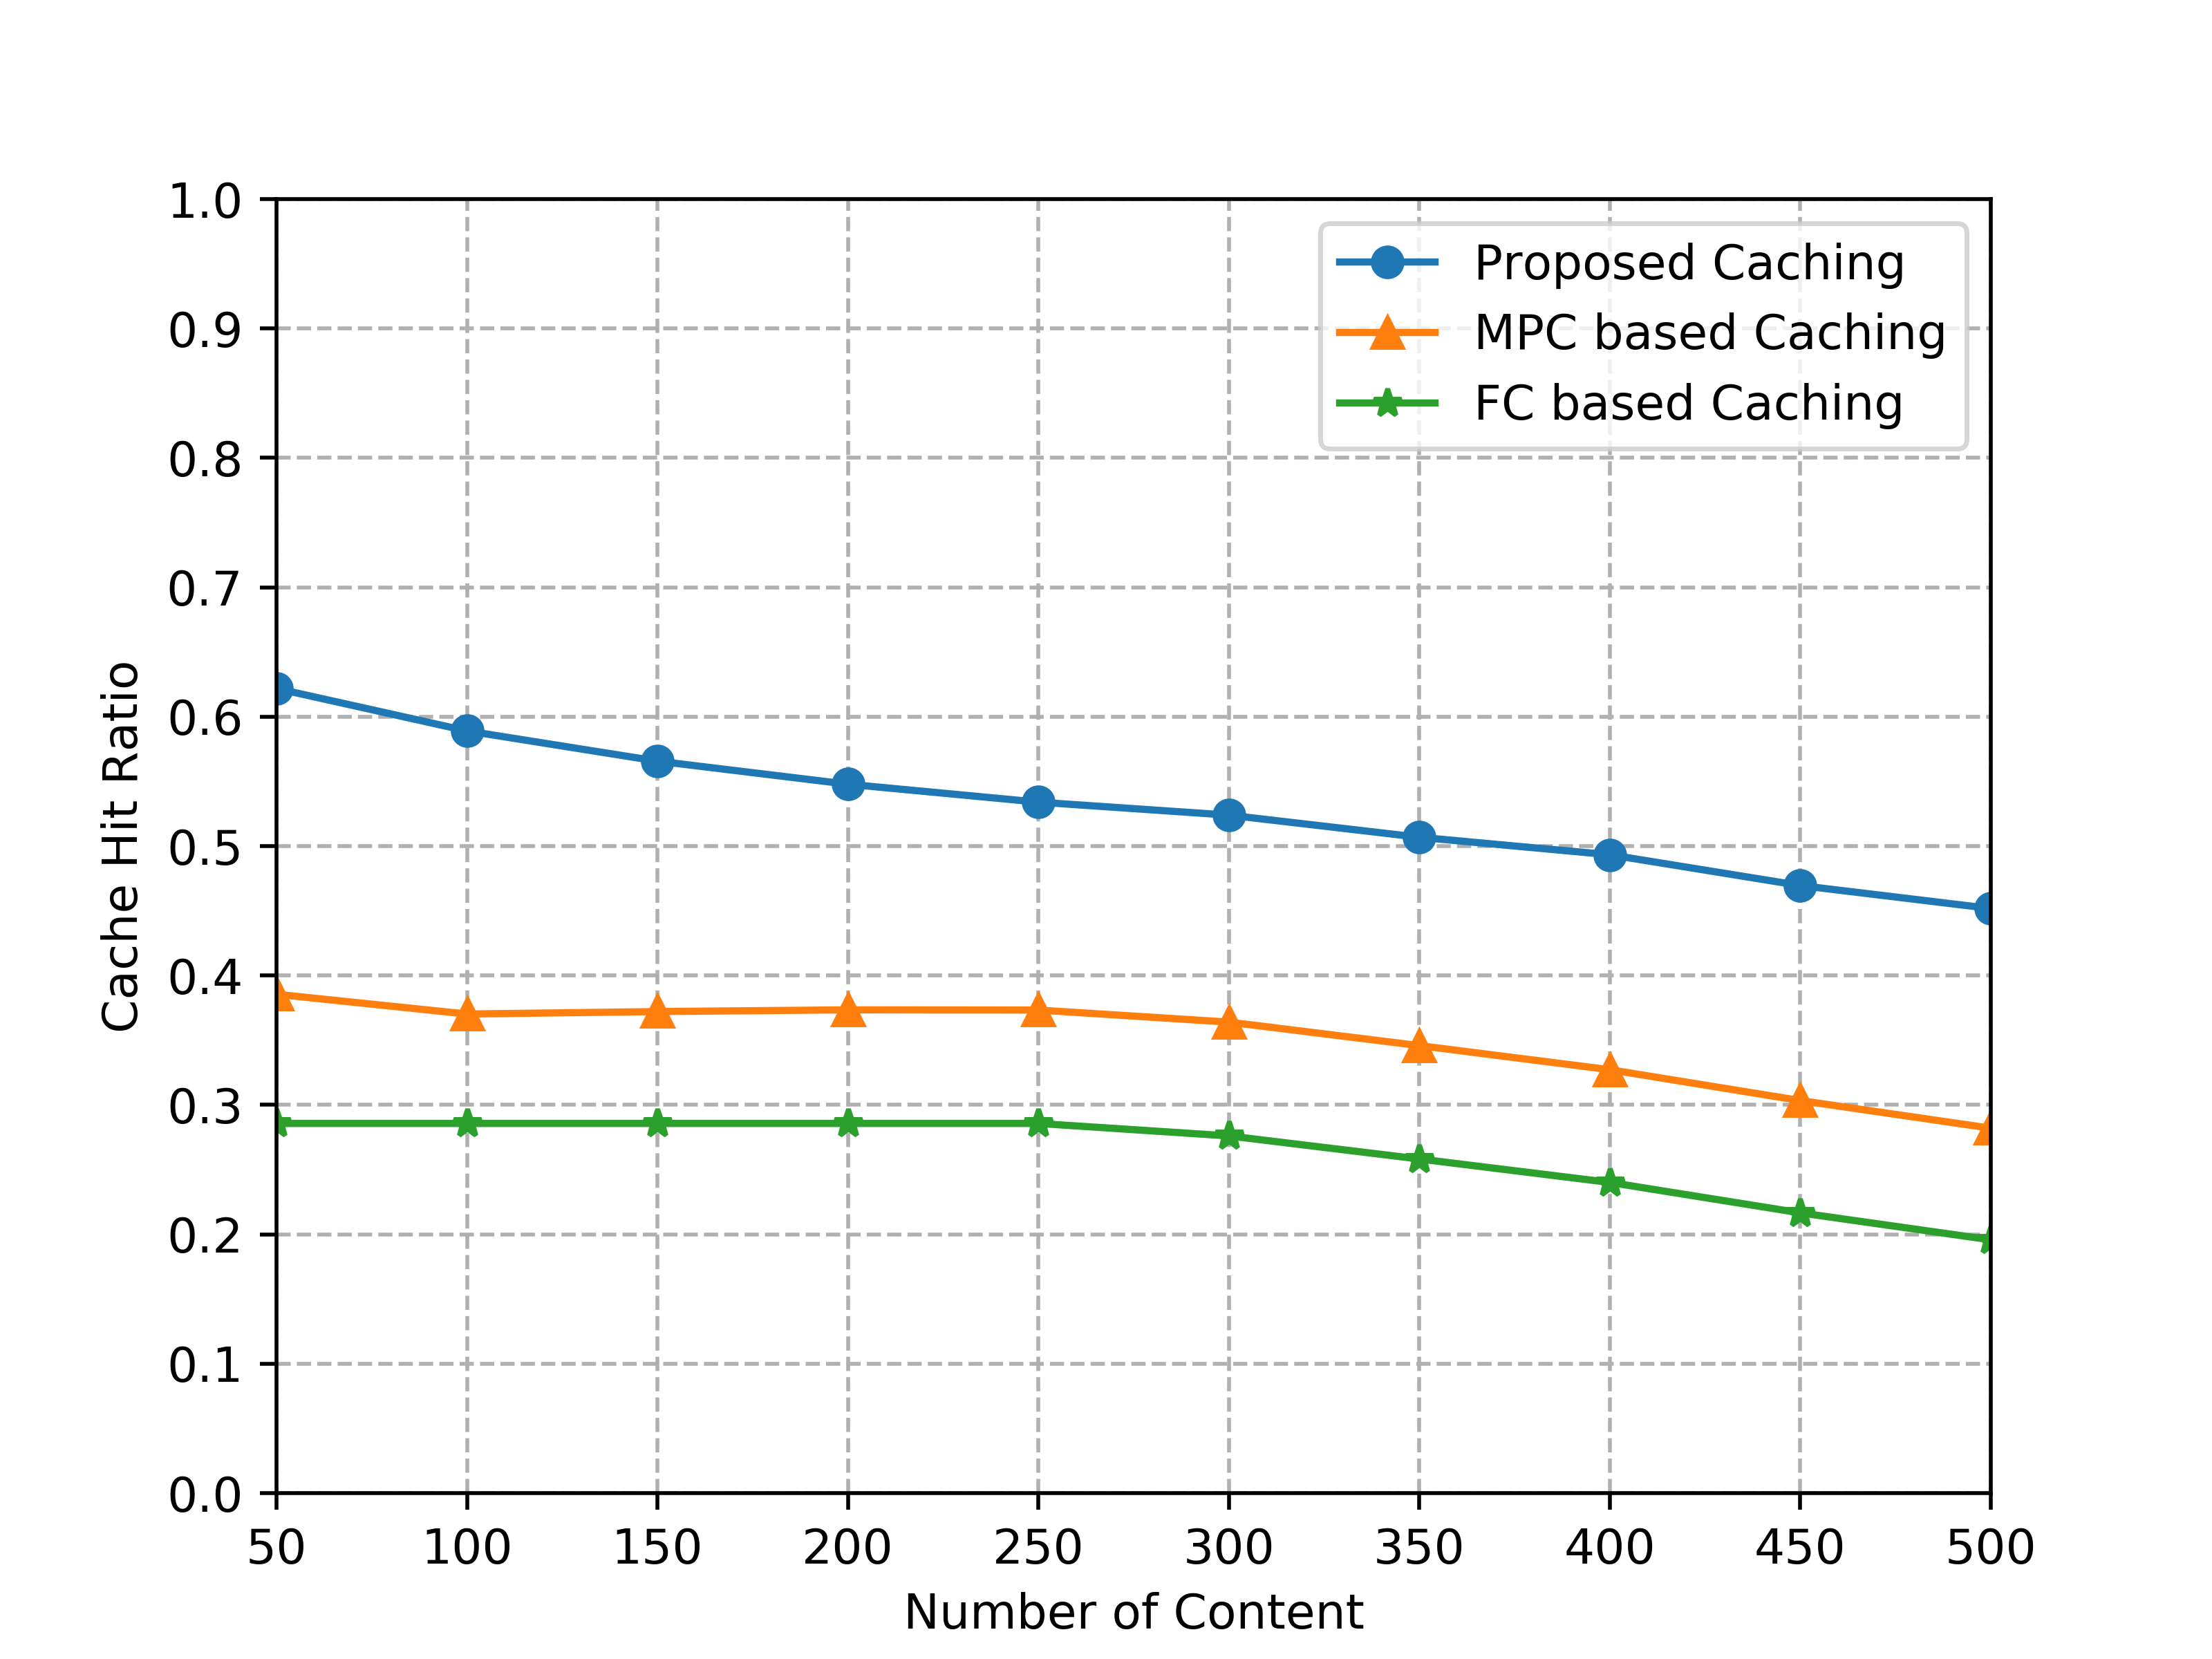 1.0
0.9
0.8
0.7
0.6
0.5
0.4
0.3
0.2
0.1
0.0
Cache Hit Ratio
Proposed Caching
MPC based Caching
FC based Caching
50 100 150 200 250 300 350 400 450 500
Number of Content